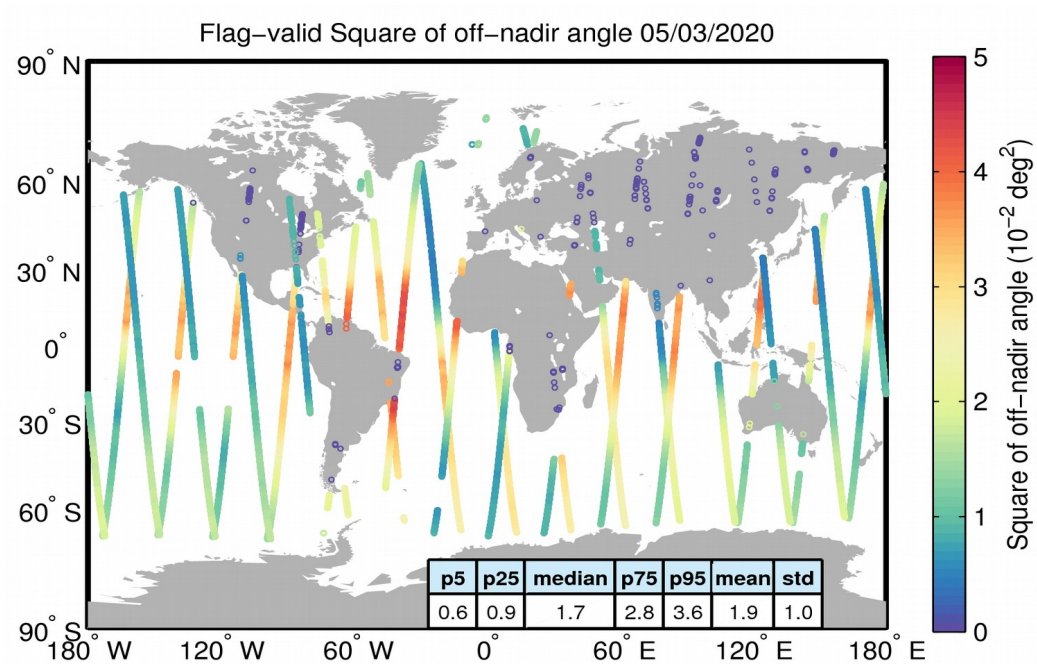 Flag−valid Square of off−nadir angle 05/03/2020
90° N
60° N
30° N
0°
30° S
60° S
90° S
180° W
120° W
60° W
0°
60° E
120° E
180° E
p5 p25 median p75 p95 mean std
0.6 0.9 1.7 2.8 3.6 1.9 1.0
5
4
3
2
1
0
Square of off−nadir angle (10⁻² deg²)